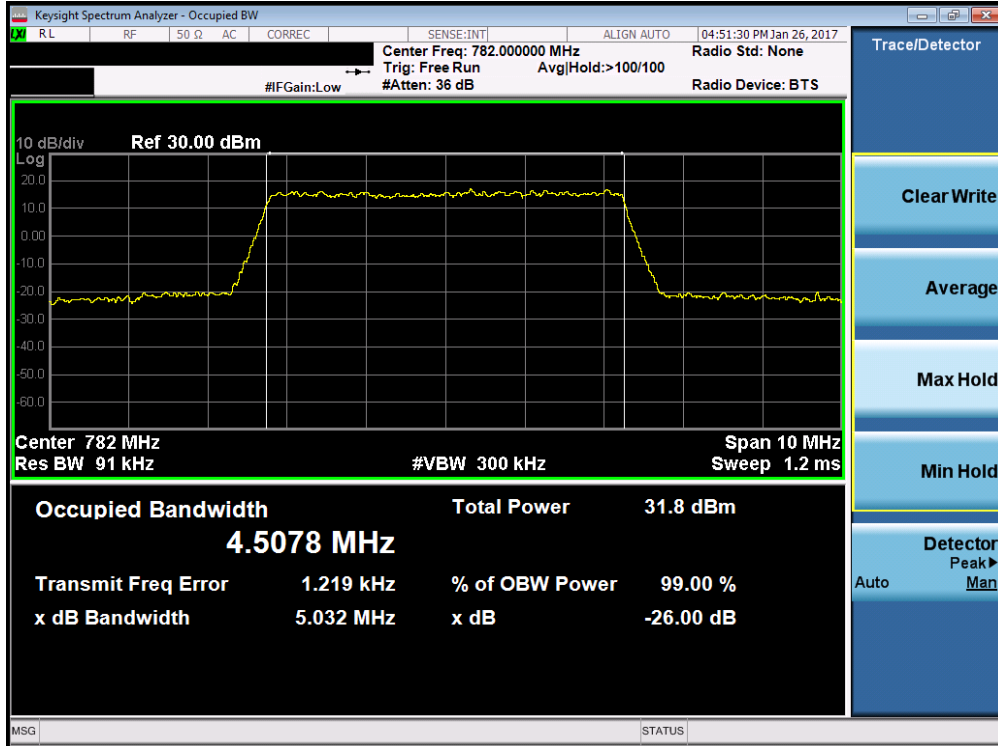 Keysight Spectrum Analyzer - Occupied BW
LXI RL RF 50 Ω AC CORREC SENSE:INT ALIGN AUTO 04:51:30 PM Jan 26, 2017
Center Freq: 782.000000 MHz Radio Std: None
Trig: Free Run Avg|Hold:>100/100
#IFGain:Low #Atten: 36 dB Radio Device: BTS
Trace/Detector
10 dB/div Ref 30.00 dBm
Log
20.0
10.0
0.00
-10.0
-20.0
-30.0
-40.0
-50.0
-60.0
Center 782 MHz Span 10 MHz
Res BW 91 kHz #VBW 300 kHz Sweep 1.2 ms
Occupied Bandwidth Total Power 31.8 dBm
4.5078 MHz
Transmit Freq Error 1.219 kHz % of OBW Power 99.00 %
x dB Bandwidth 5.032 MHz x dB -26.00 dB
Clear Write
Average
Max Hold
Min Hold
Detector
Peak▶
Auto Man
MSG STATUS